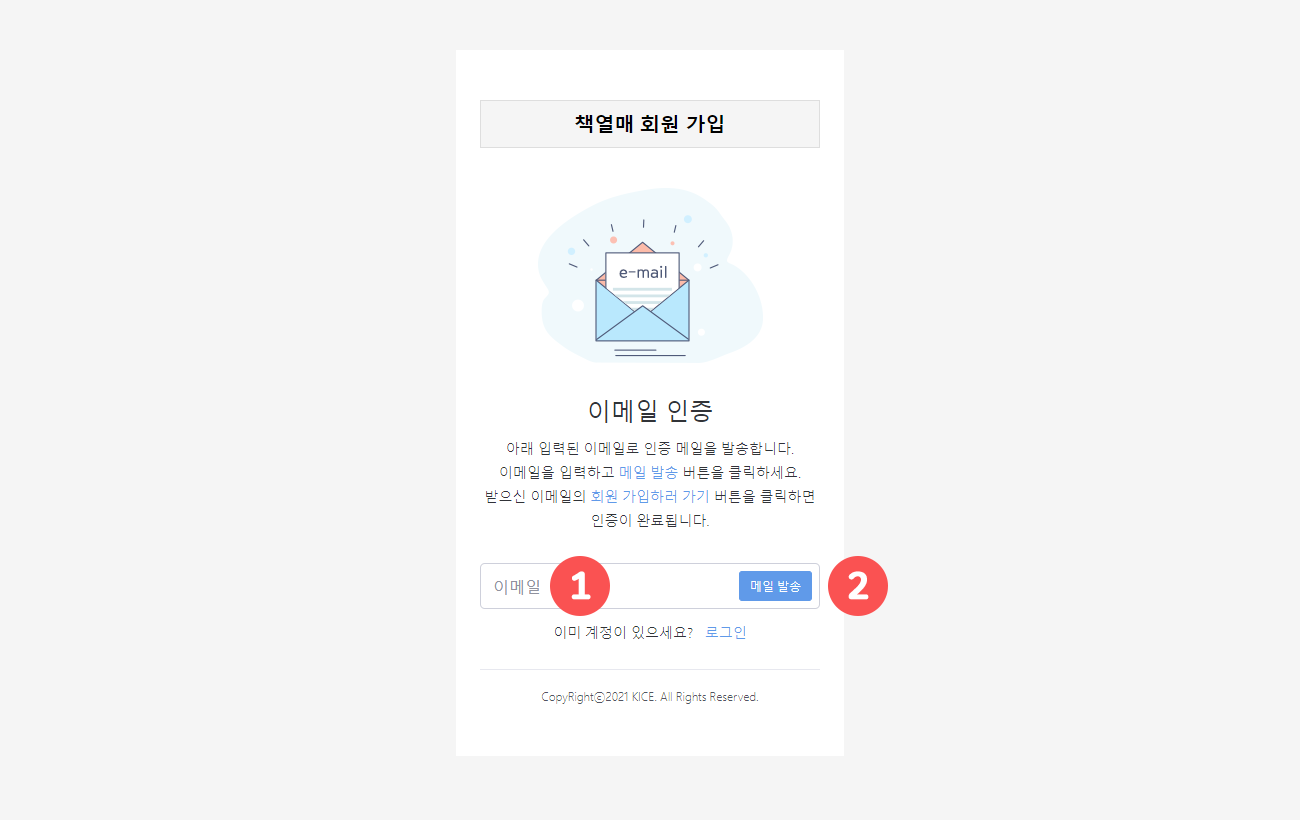 책열매 회원 가입
e-mail
이메일 인증
아래 입력된 이메일로 인증 메일을 발송합니다.
이메일을 입력하고 메일 발송 버튼을 클릭하세요.
받으신 이메일의 회원 가입하러 가기 버튼을 클릭하면
인증이 완료됩니다.
이메일 1 메일 발송 2
이미 계정이 있으세요? 로그인
CopyRightⓒ2021 KICE. All Rights Reserved.